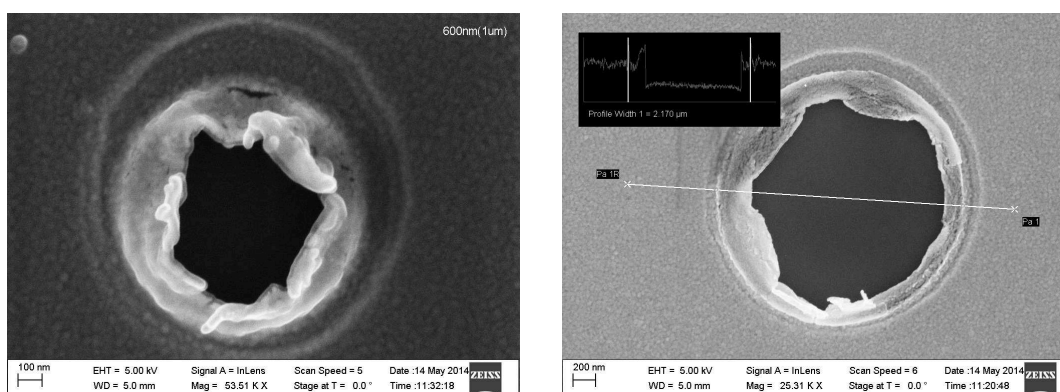 600nm(1um)
100 nm
EHT = 5.00 kV
WD = 5.0 mm
Signal A = InLens
Mag = 53.51 K X
Scan Speed = 5
Stage at T = 0.0 °
Date :14 May 2014
Time :11:32:18
ZEISS
Profile Width 1 = 2.170 µm
Pa 1R
Pa 1
200 nm
EHT = 5.00 kV
WD = 5.0 mm
Signal A = InLens
Mag = 25.31 K X
Scan Speed = 6
Stage at T = 0.0 °
Date :14 May 2014
Time :11:20:48
ZEISS